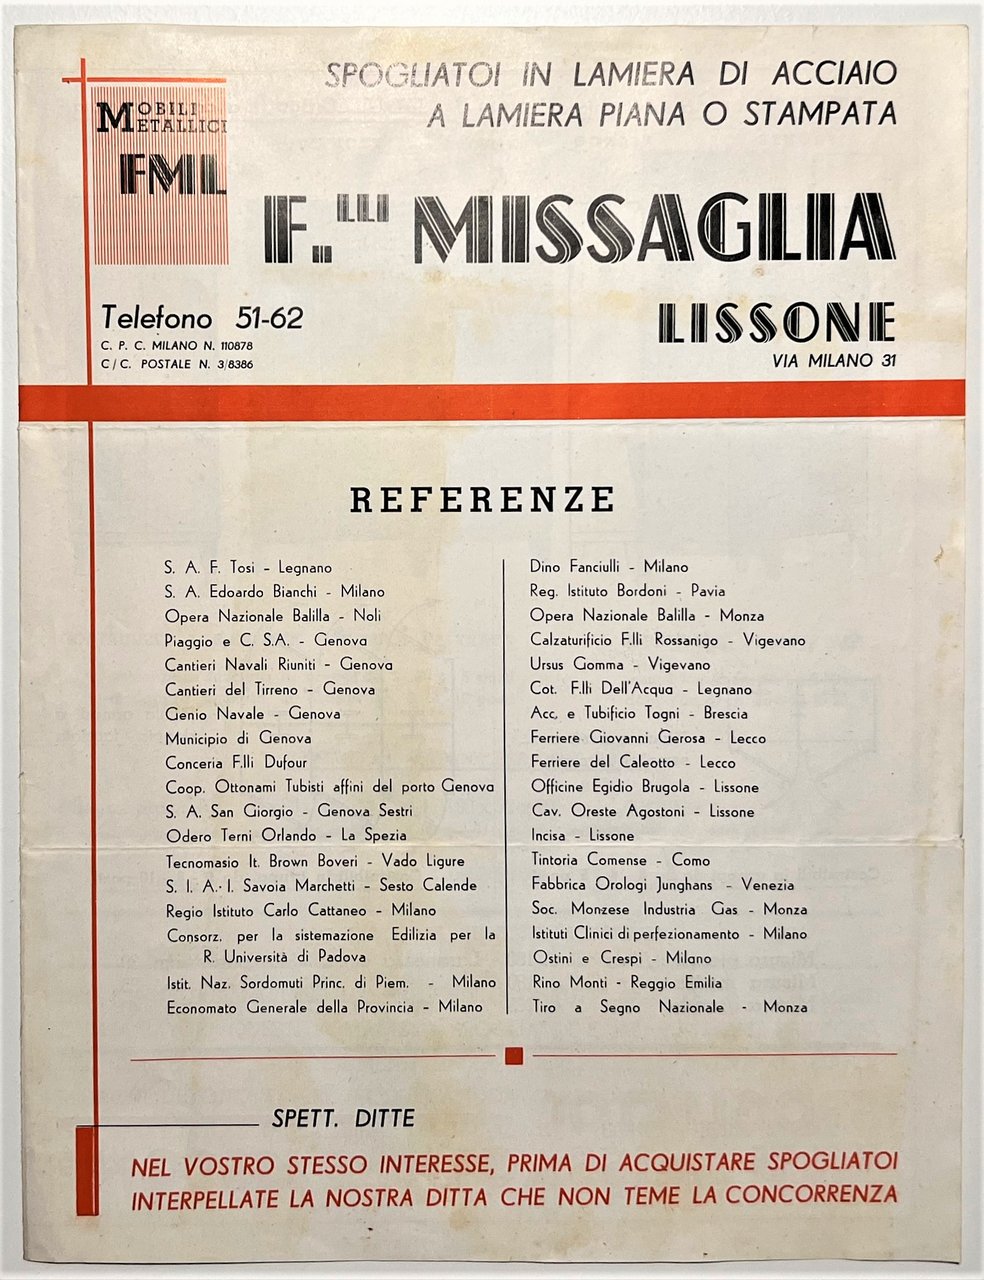 SPOGLIATOI IN LAMIERA DI ACCIAIO
A LAMIERA PIANA O STAMPATA
MOBILI
METALLICI
FML
F.LLI MISSAGLIA
LISSONE
VIA MILANO 31
Telefono 51-62
C. P. C. MILANO N. 110878
C/C. POSTALE N. 3/8386
REFERENZE
S. A. F. Tosi - Legnano
S. A. Edoardo Bianchi - Milano
Opera Nazionale Balilla - Noli
Piaggio e C. S.A. - Genova
Cantieri Navali Riuniti - Genova
Cantieri del Tirreno - Genova
Genio Navale - Genova
Municipio di Genova
Conceria F.lli Dufour
Coop. Ottonami Tubisti affini del porto Genova
S. A. San Giorgio - Genova Sestri
Odero Terni Orlando - La Spezia
Tecnomasio It. Brown Boveri - Vado Ligure
S. I. A.· I. Savoia Marchetti - Sesto Calende
Regio Istituto Carlo Cattaneo - Milano
Consorz. per la sistemazione Edilizia per la
R. Università di Padova
Istit. Naz. Sordomuti Princ. di Piem. - Milano
Economato Generale della Provincia - Milano
Dino Fanciulli - Milano
Reg. Istituto Bordoni - Pavia
Opera Nazionale Balilla - Monza
Calzaturificio F.lli Rossanigo - Vigevano
Ursus Gomma - Vigevano
Cot. F.lli Dell'Acqua - Legnano
Acc. e Tubificio Togni - Brescia
Ferriere Giovanni Gerosa - Lecco
Ferriere del Caleotto - Lecco
Officine Egidio Brugola - Lissone
Cav. Oreste Agostoni - Lissone
Incisa - Lissone
Tintoria Comense - Como
Fabbrica Orologi Junghans - Venezia
Soc. Monzese Industria Gas - Monza
Istituti Clinici di perfezionamento - Milano
Ostini e Crespi - Milano
Rino Monti - Reggio Emilia
Tiro a Segno Nazionale - Monza
SPETT. DITTE
NEL VOSTRO STESSO INTERESSE, PRIMA DI ACQUISTARE SPOGLIATOI
INTERPELLATE LA NOSTRA DITTA CHE NON TEME LA CONCORRENZA